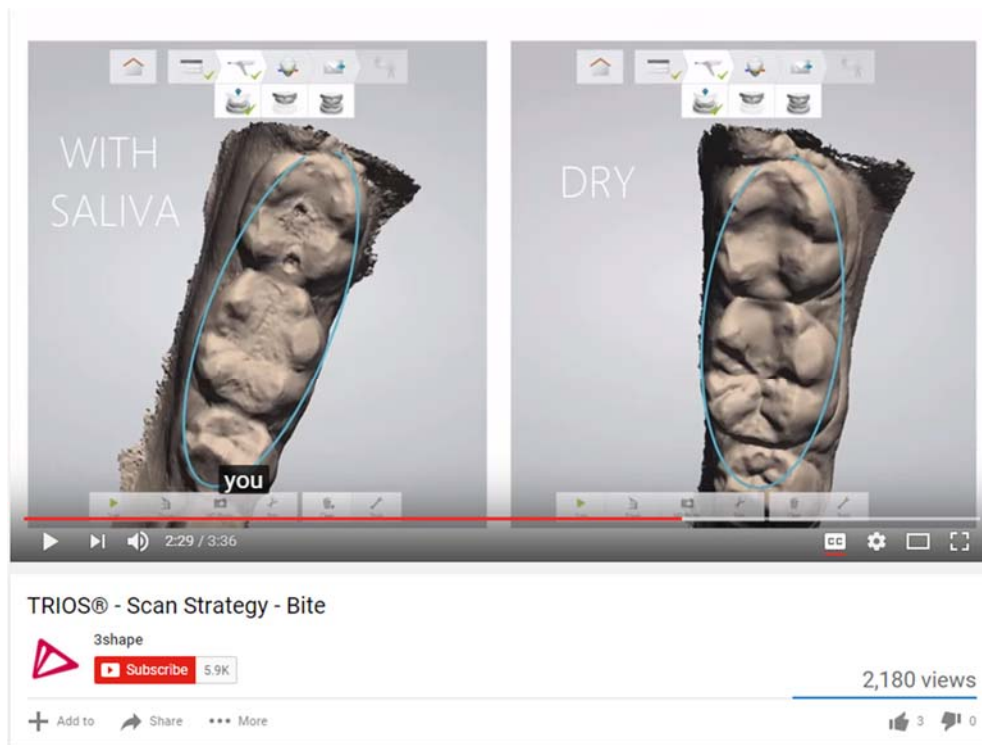 WITH
SALIVA
DRY
you
2:29 / 3:36
CC
TRIOS® - Scan Strategy - Bite
3shape
Subscribe 5.9K
2,180 views
Add to Share More
3 0